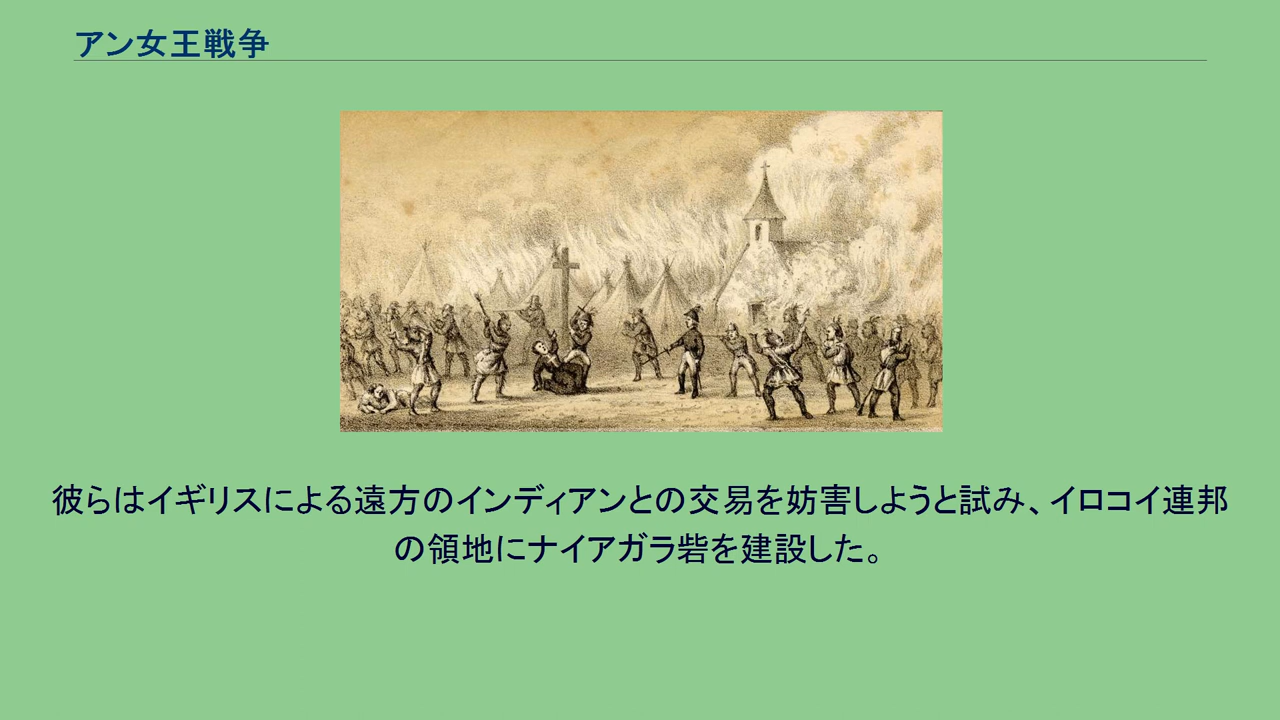 アン女王戦争
彼らはイギリスによる遠方のインディアンとの交易を妨害しようと試み、イロコイ連邦
の領地にナイアガラ砦を建設した。